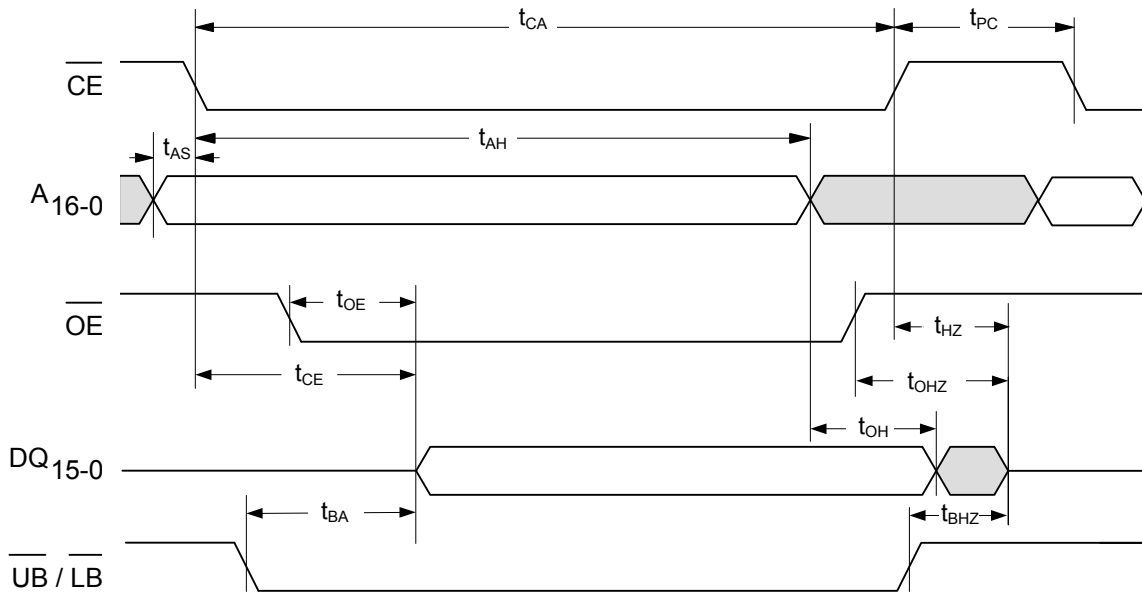 tCA
tPC
CE
tAH
tAS
A16-0
tOE
OE
tHZ
tCE
tOHZ
tOH
DQ15-0
tBA
tBHZ
UB / LB